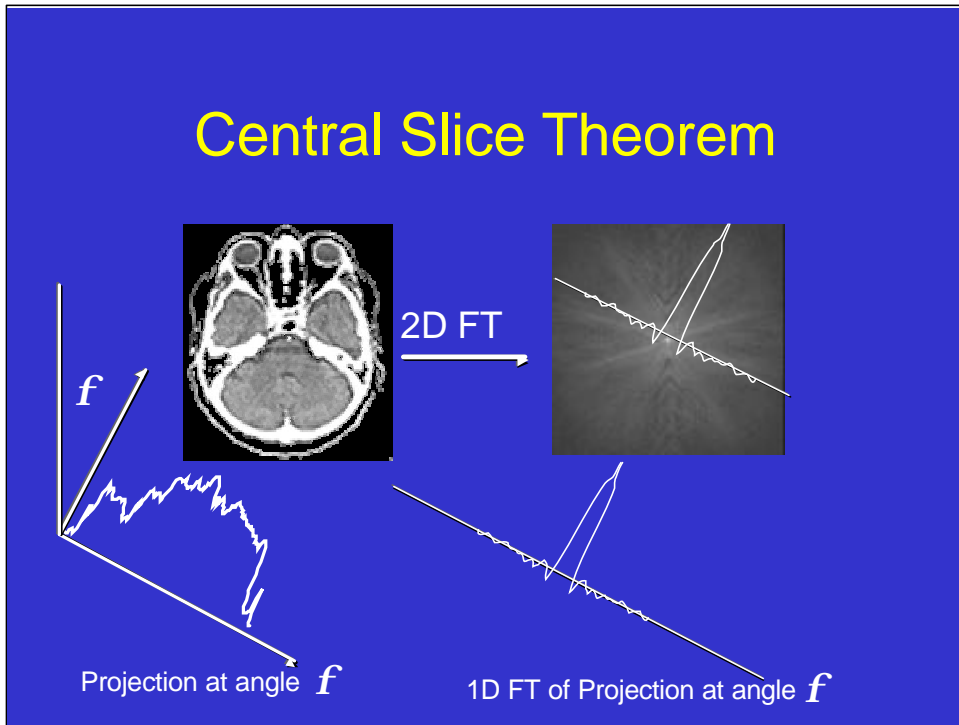 Central Slice Theorem
2D FT
f
Projection at angle f
1D FT of Projection at angle f